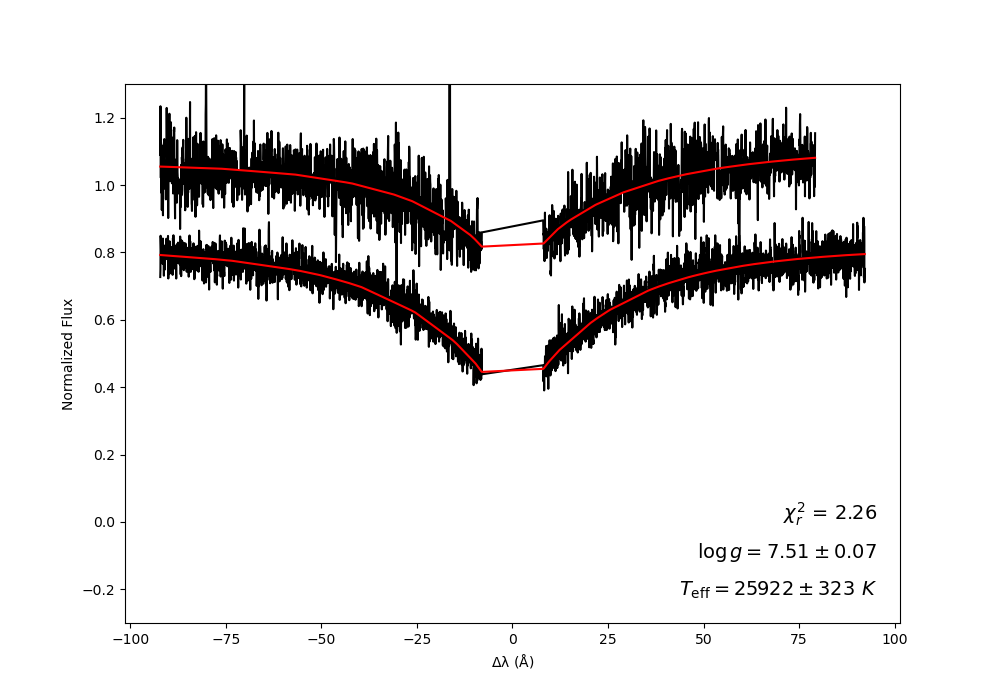 1.2
1.0
0.8
0.6
0.4
0.2
0.0
−0.2
Normalized Flux
χ²ᵣ = 2.26
log g = 7.51 ± 0.07
T_eff = 25922 ± 323 K
−100 −75 −50 −25 0 25 50 75 100
Δλ (Å)